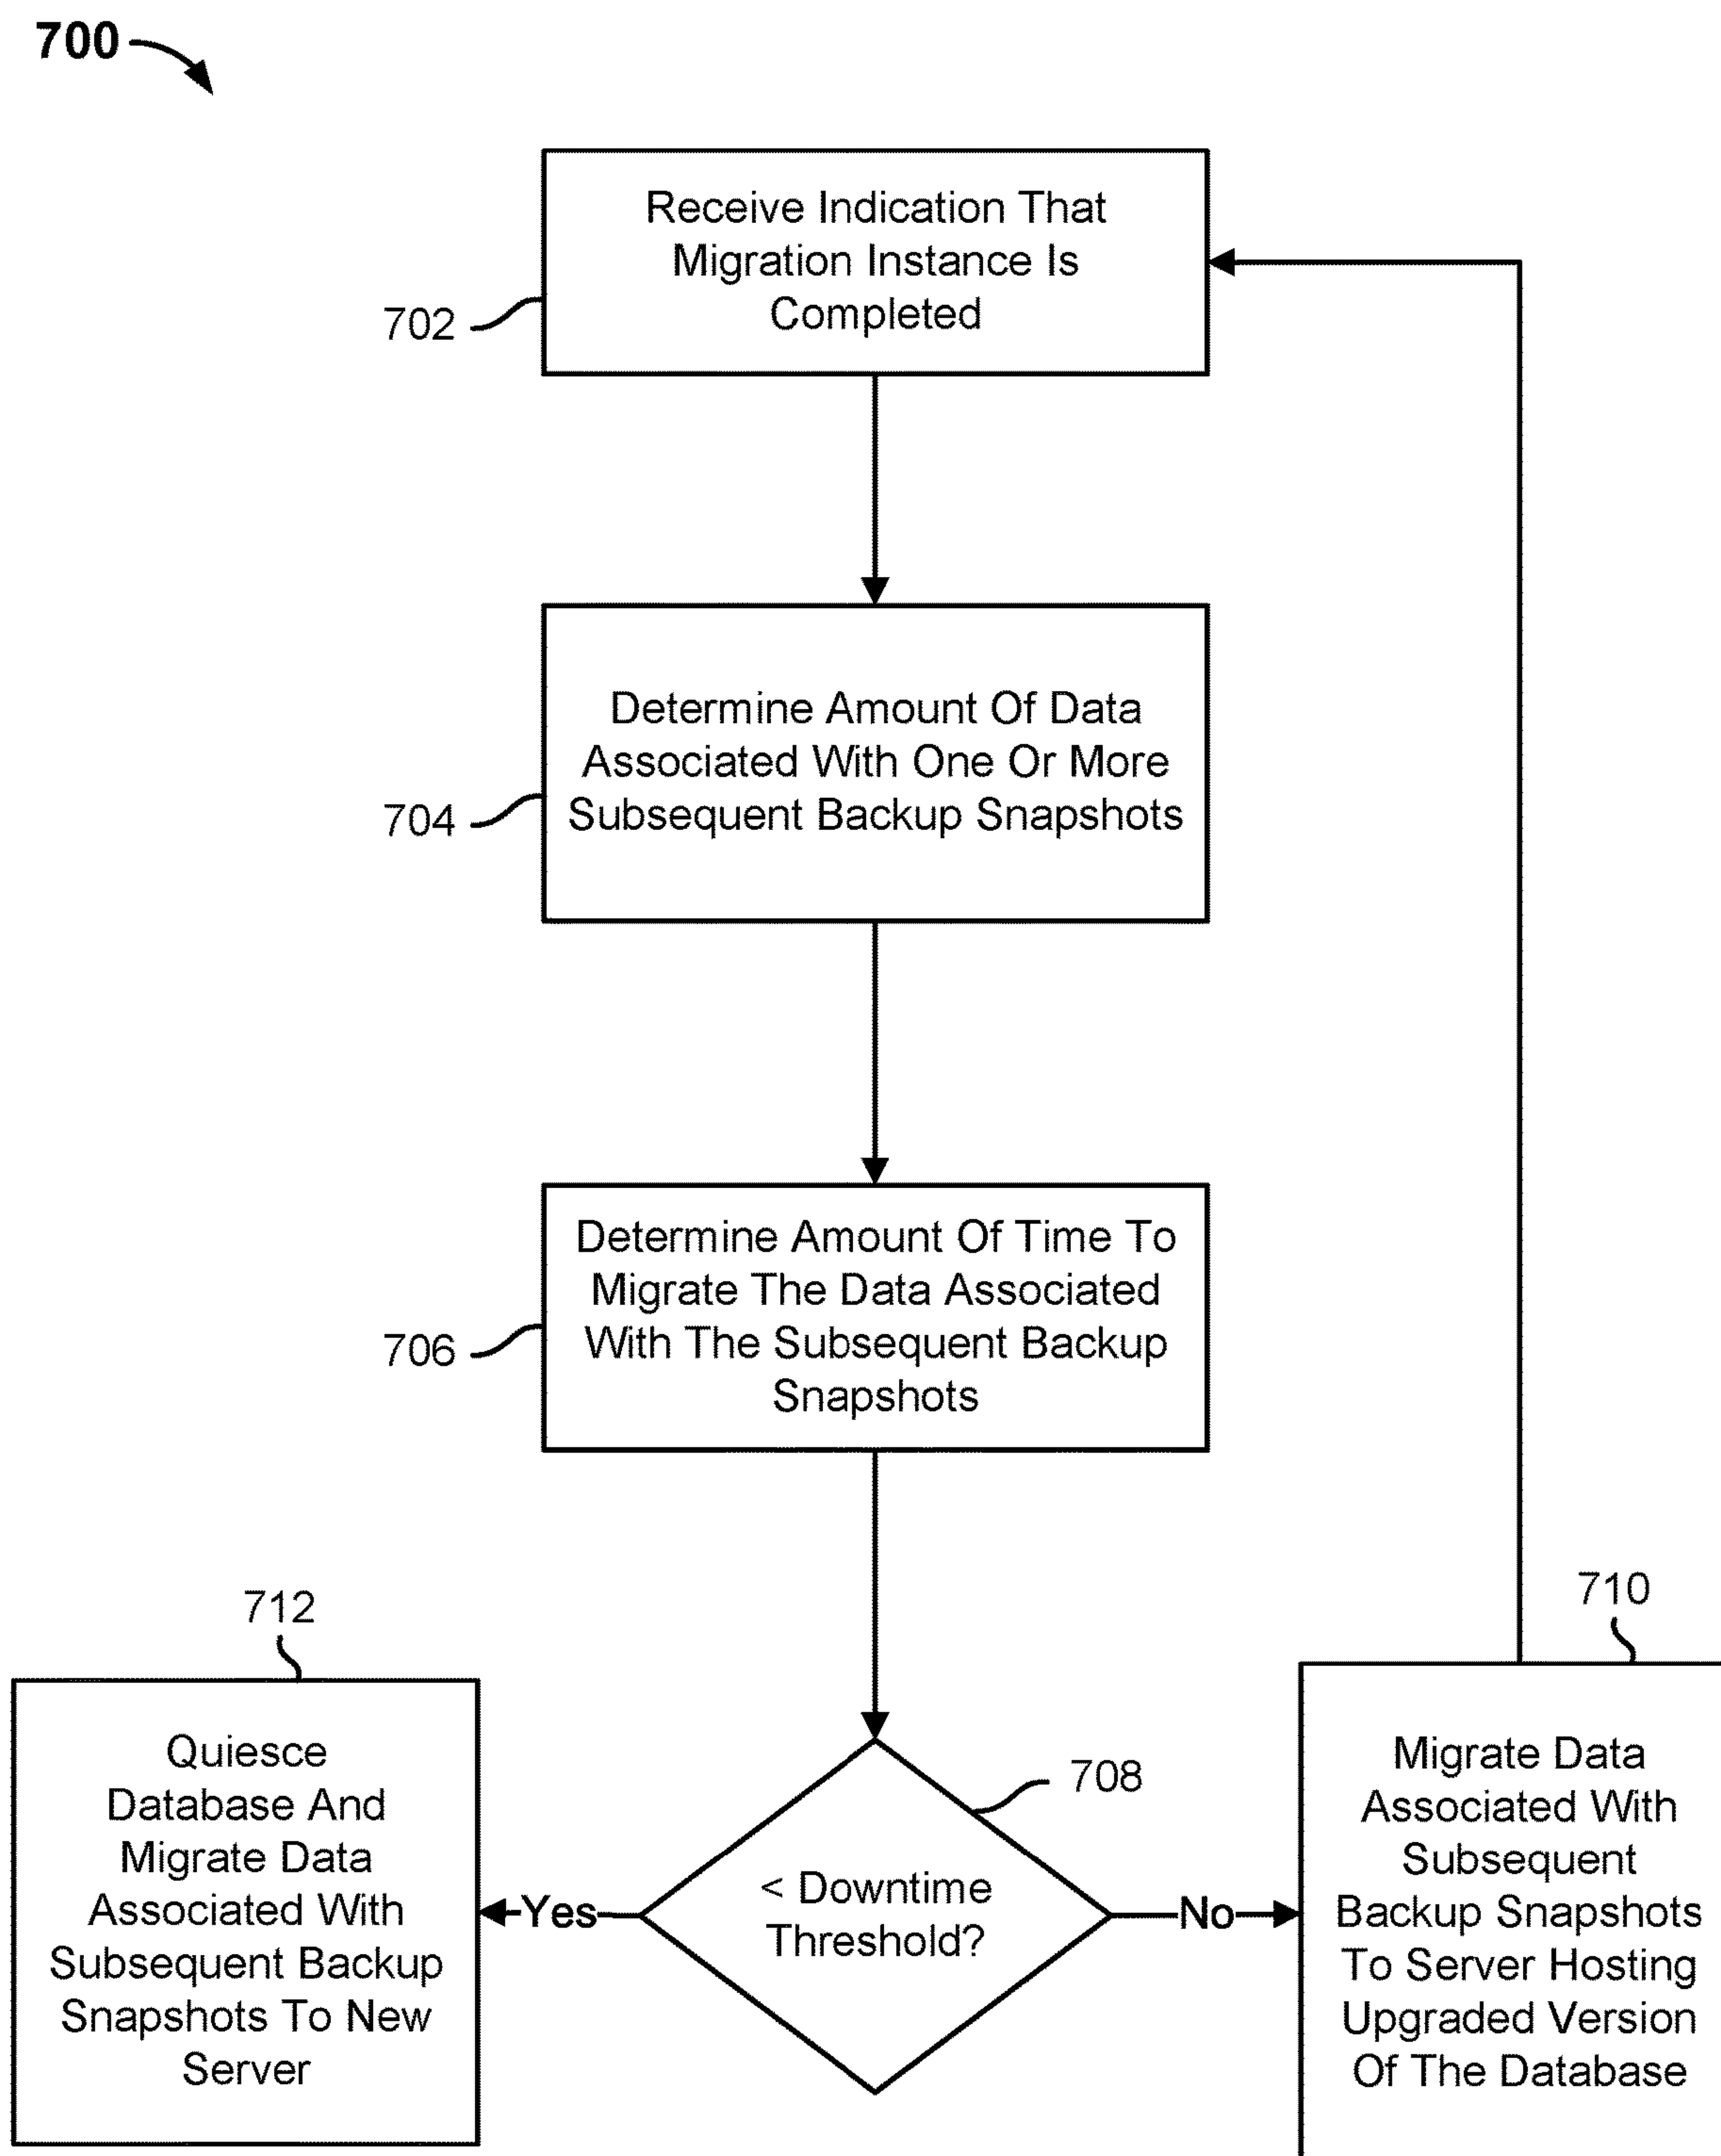 700
Receive Indication That
Migration Instance Is
Completed
702
Determine Amount Of Data
Associated With One Or More
Subsequent Backup Snapshots
704
Determine Amount Of Time To
Migrate The Data Associated
With The Subsequent Backup
Snapshots
706
712
710
708
Quiesce
Database And
Migrate Data
Associated With
Subsequent Backup
Snapshots To New
Server
Yes
< Downtime
Threshold?
No
Migrate Data
Associated With
Subsequent
Backup Snapshots
To Server Hosting
Upgraded Version
Of The Database